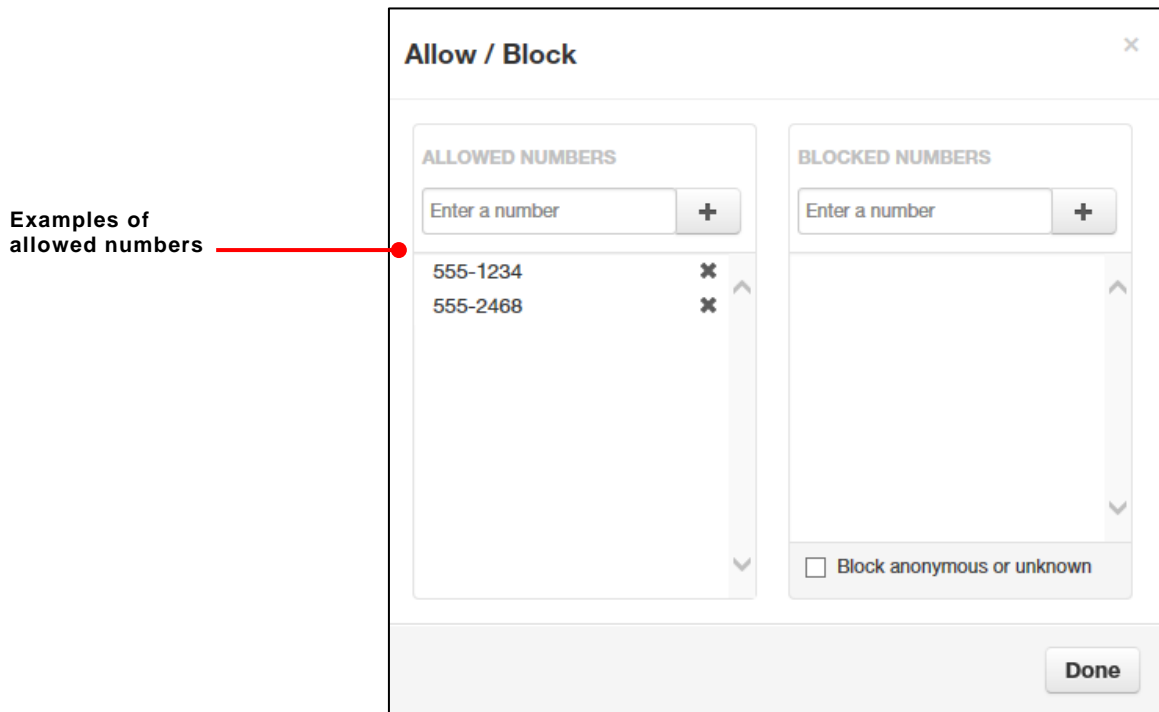 Allow / Block
×
Examples of
allowed numbers
ALLOWED NUMBERS
Enter a number
+
555-1234
✖
555-2468
✖
BLOCKED NUMBERS
Enter a number
+
Block anonymous or unknown
Done